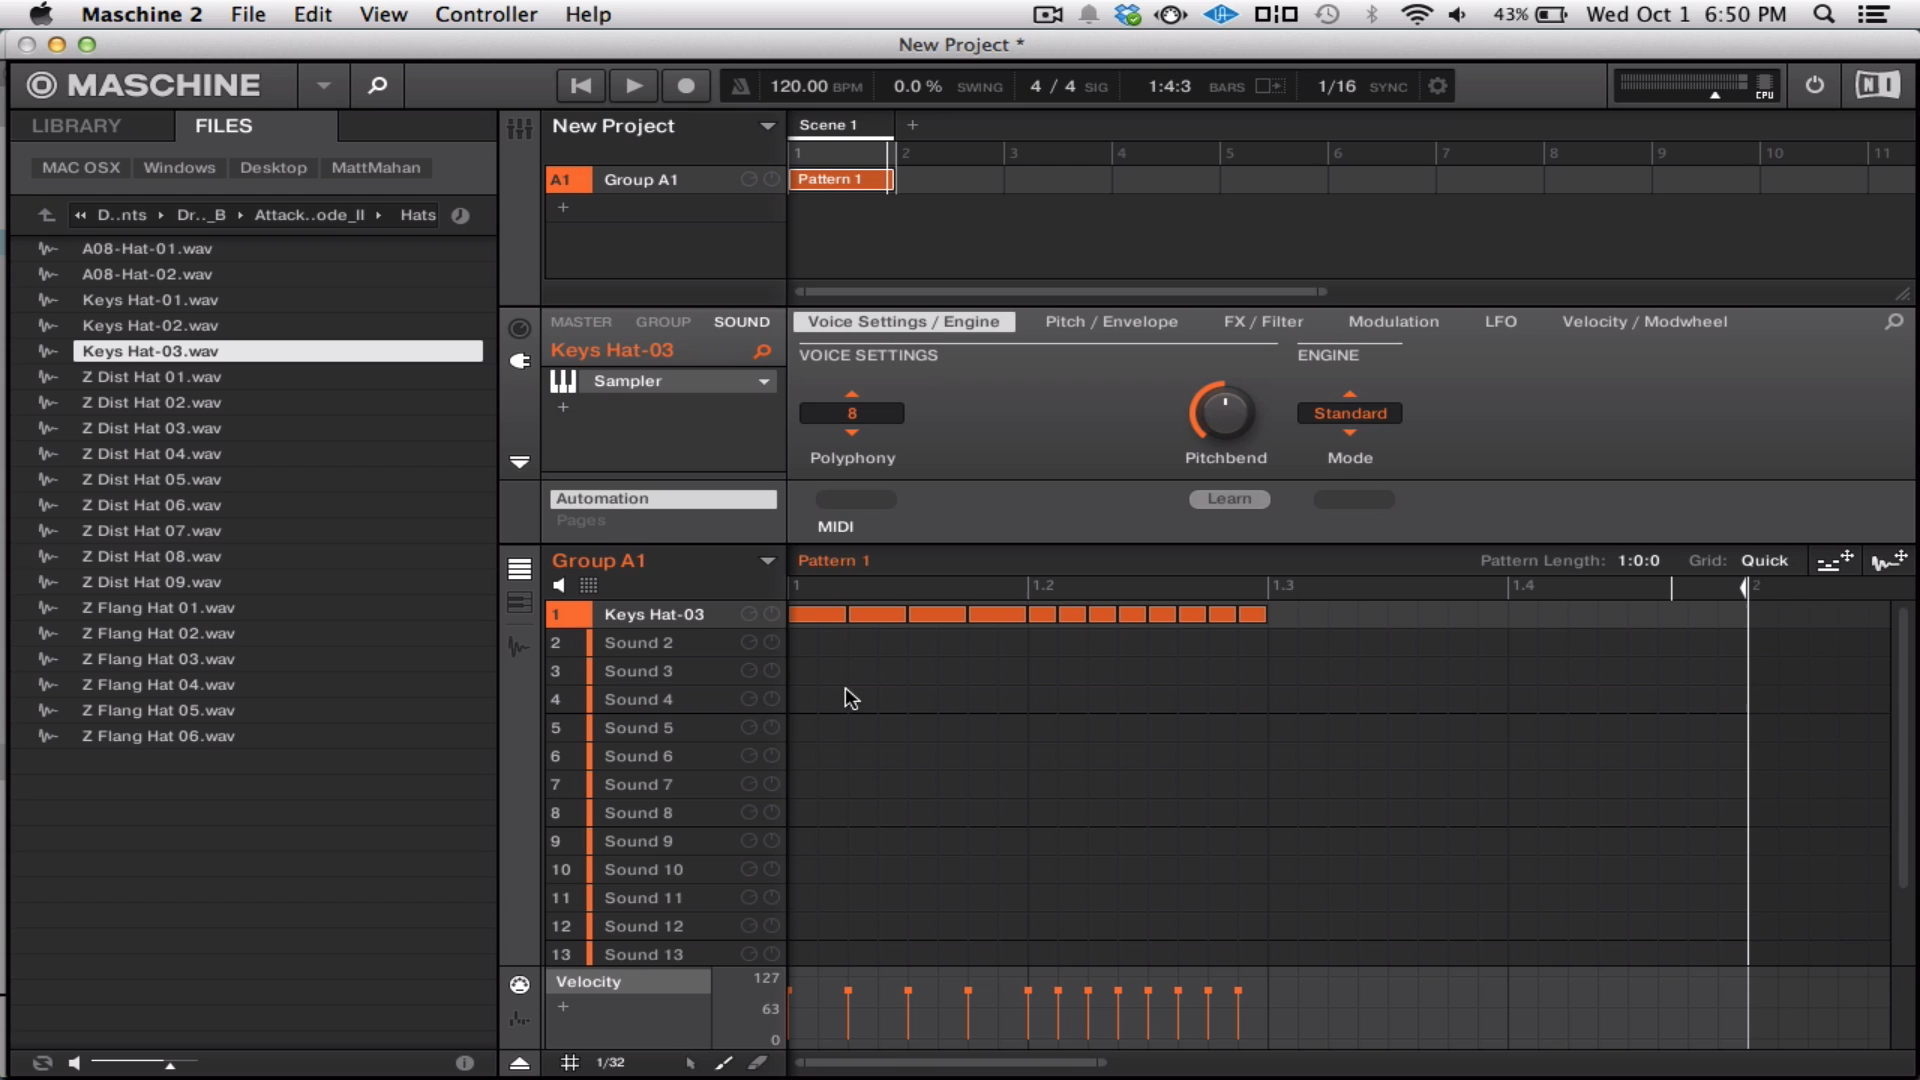 Maschine 2 File Edit View Controller Help 43% Wed Oct 1 6:50 PM
New Project *
MASCHINE 120.00 BPM 0.0 % SWING 4 / 4 SIG 1:4:3 BARS 1/16 SYNC CPU NI
LIBRARY FILES
MAC OSX Windows Desktop MattMahan
D..nts Dr.._B Attack..ode_II Hats
A08-Hat-01.wav
A08-Hat-02.wav
Keys Hat-01.wav
Keys Hat-02.wav
Keys Hat-03.wav
Z Dist Hat 01.wav
Z Dist Hat 02.wav
Z Dist Hat 03.wav
Z Dist Hat 04.wav
Z Dist Hat 05.wav
Z Dist Hat 06.wav
Z Dist Hat 07.wav
Z Dist Hat 08.wav
Z Dist Hat 09.wav
Z Flang Hat 01.wav
Z Flang Hat 02.wav
Z Flang Hat 03.wav
Z Flang Hat 04.wav
Z Flang Hat 05.wav
Z Flang Hat 06.wav
New Project Scene 1 +
1 2 3 4 5 6 7 8 9 10 11
A1 Group A1 Pattern 1
+
MASTER GROUP SOUND Voice Settings / Engine Pitch / Envelope FX / Filter Modulation LFO Velocity / Modwheel
Keys Hat-03 VOICE SETTINGS ENGINE
Sampler
+
8 Standard
Polyphony Pitchbend Mode
Automation Learn
Pages MIDI
Group A1 Pattern 1 Pattern Length: 1:0:0 Grid: Quick
1 1.2 1.3 1.4 2
1 Keys Hat-03
2 Sound 2
3 Sound 3
4 Sound 4
5 Sound 5
6 Sound 6
7 Sound 7
8 Sound 8
9 Sound 9
10 Sound 10
11 Sound 11
12 Sound 12
13 Sound 13
Velocity 127
+ 63
0
1/32